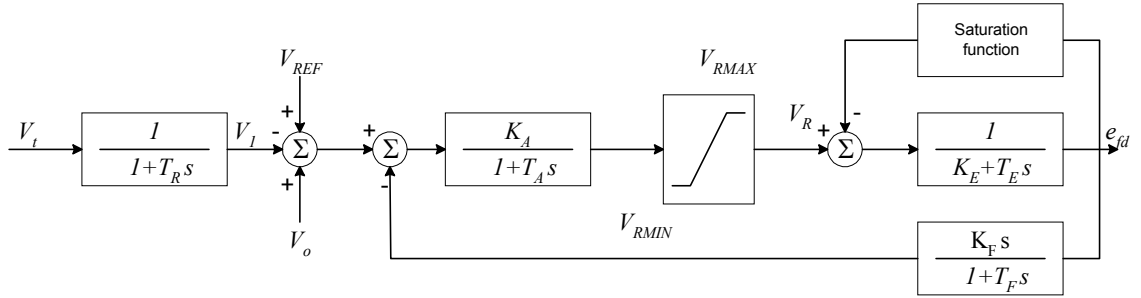 Saturation
function
V_REF
V_RMAX
V_t
1
1+T_R s
V_1
+
-
+
Σ
+
Σ
-
K_A
1+T_A s
V_R
+
-
Σ
1
K_E+T_E s
e_fd
V_o
V_RMIN
K_F s
1+T_F s